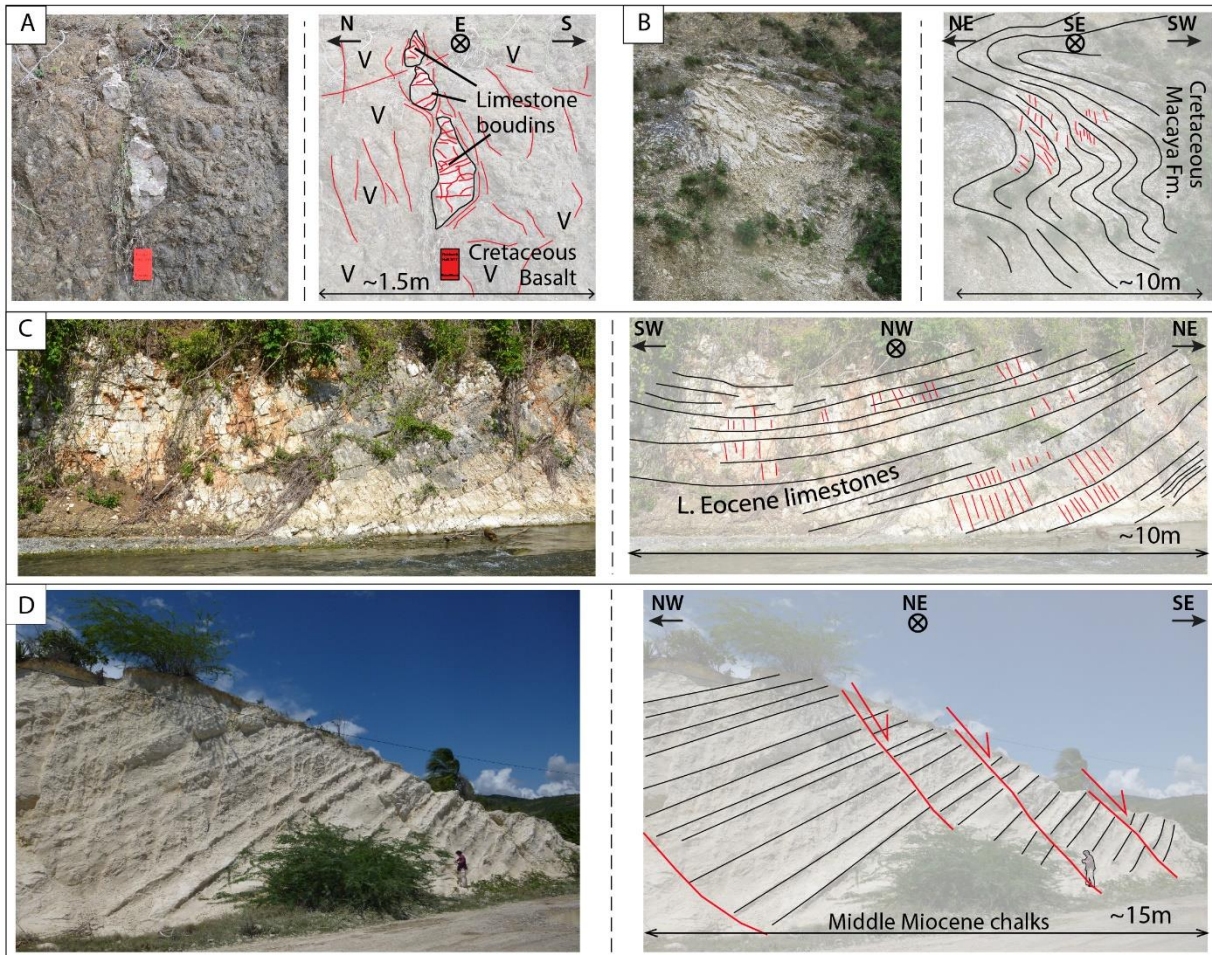 A
N
E
S
V
V
Limestone
boudins
V
V
V
V
Cretaceous
Basalt
V
V
~1.5m
B
NE
SE
SW
Cretaceous
Macaya Fm.
~10m
C
SW
NW
NE
L. Eocene limestones
~10m
D
NW
NE
SE
Middle Miocene chalks
~15m